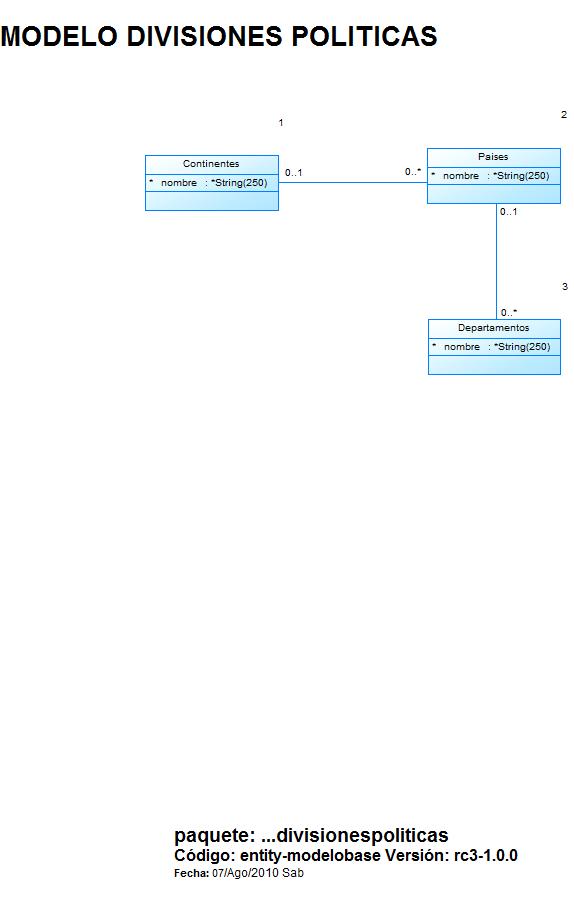 MODELO DIVISIONES POLITICAS
1
2
Continentes
* nombre : *String(250)
0..1
0..*
Paises
* nombre : *String(250)
0..1
3
0..*
Departamentos
* nombre : *String(250)
paquete: ...divisionespoliticas
Código: entity-modelobase Versión: rc3-1.0.0
Fecha: 07/Ago/2010 Sab